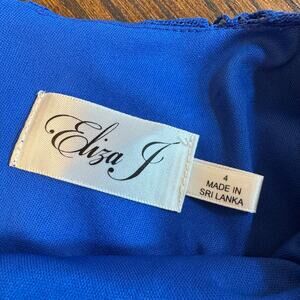 Eliza J
4
MADE IN
SRI LANKA